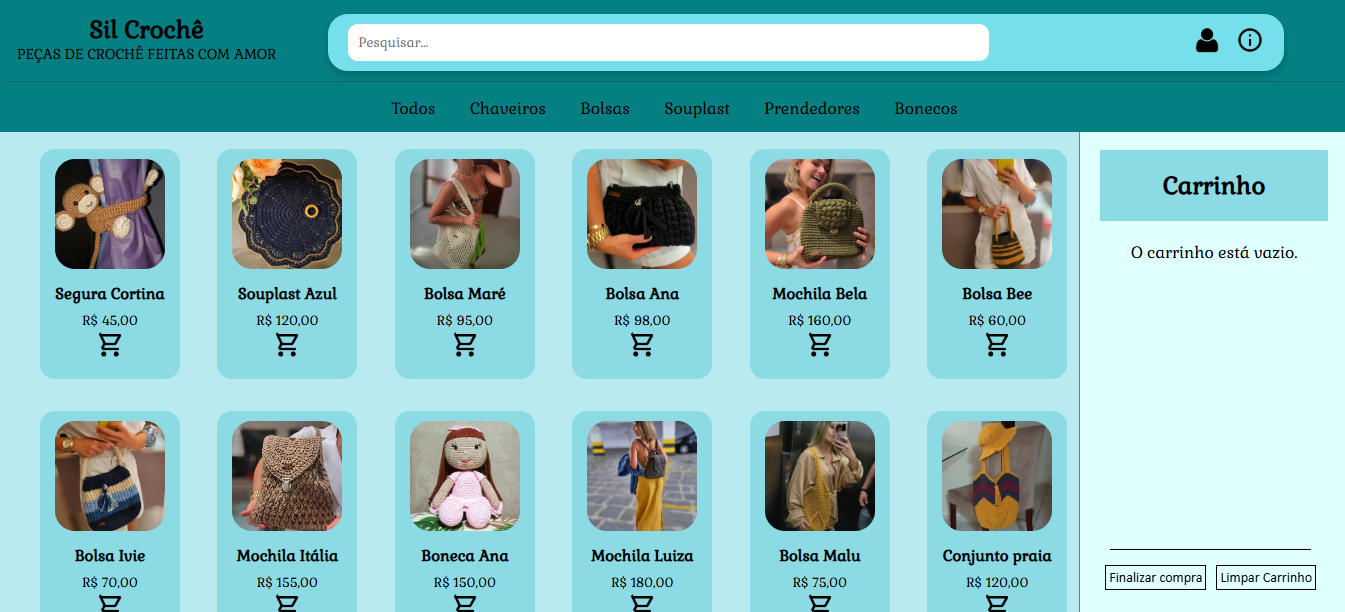 Sil Crochê
PEÇAS DE CROCHÊ FEITAS COM AMOR
Pesquisar...
Todos Chaveiros Bolsas Souplast Prendedores Bonecos
Segura Cortina
R$ 45,00
Souplast Azul
R$ 120,00
Bolsa Maré
R$ 95,00
Bolsa Ana
R$ 98,00
Mochila Bela
R$ 160,00
Bolsa Bee
R$ 60,00
Bolsa Ivie
R$ 70,00
Mochila Itália
R$ 155,00
Boneca Ana
R$ 150,00
Mochila Luiza
R$ 180,00
Bolsa Malu
R$ 75,00
Conjunto praia
R$ 120,00
Carrinho
O carrinho está vazio.
Finalizar compra Limpar Carrinho